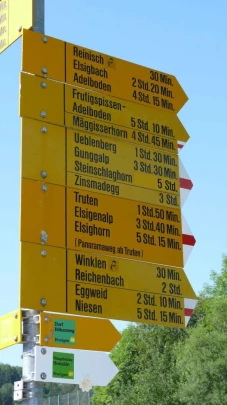 Reinisch 30 Min.
Elsigbach 2 Std.20 Min.
Adelboden 4 Std. 15 Min.
Frutigspissen-
Adelboden 5 Std. 10 Min.
Mäggisserhorn 4 Std. 45 Min.
Ueblenberg 1 Std. 30 Min.
Gunggalp 3 Std. 30 Min.
Steinschlaghorn 5 Std.
Zinsmadegg 3 Std.
Truten 1 Std. 50 Min.
Elsigenalp 3 Std. 40 Min.
Elsighorn 5 Std. 15 Min.
(Panoramaweg ab Truten)
Winklen 30 Min.
Reichenbach 2 Std.
Eggweid 2 Std. 10 Min.
Niesen 5 Std. 15 Min.